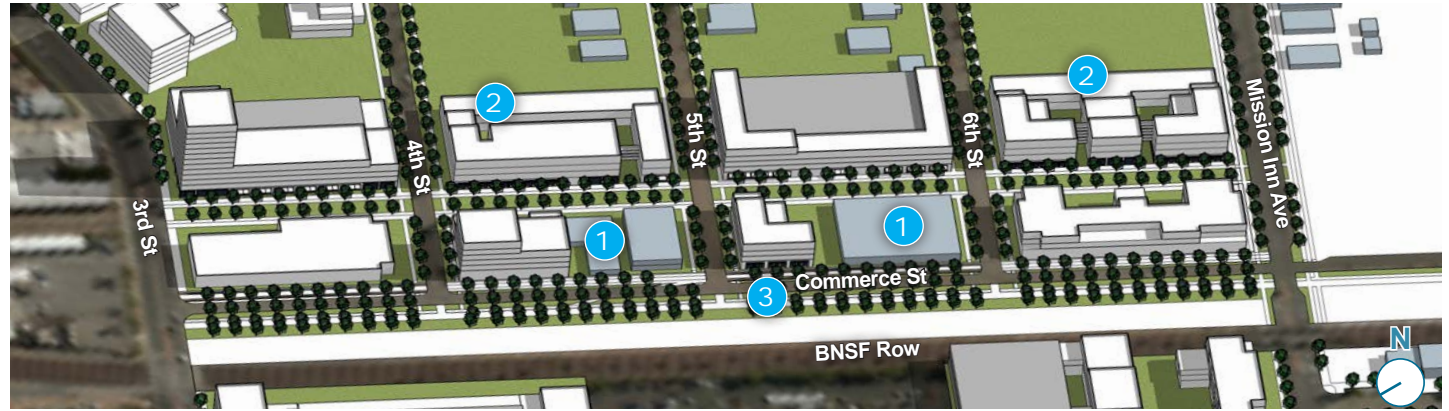 2
2
5th St
6th St
Mission Inn Ave
4th St
3rd St
1
1
Commerce St
3
BNSF Row
N